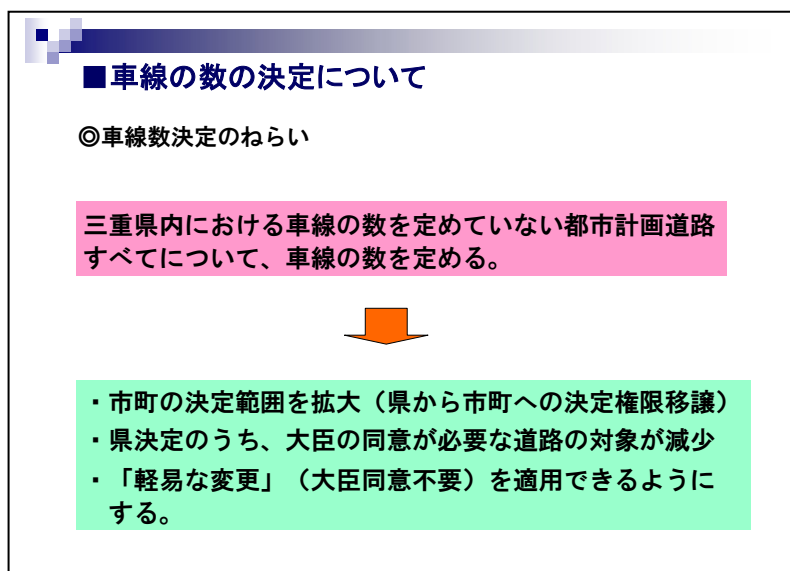 ■車線の数の決定について
◎車線数決定のねらい
三重県内における車線の数を定めていない都市計画道路
すべてについて、車線の数を定める。
・市町の決定範囲を拡大（県から市町への決定権限移譲）
・県決定のうち、大臣の同意が必要な道路の対象が減少
・「軽易な変更」（大臣同意不要）を適用できるように
する。